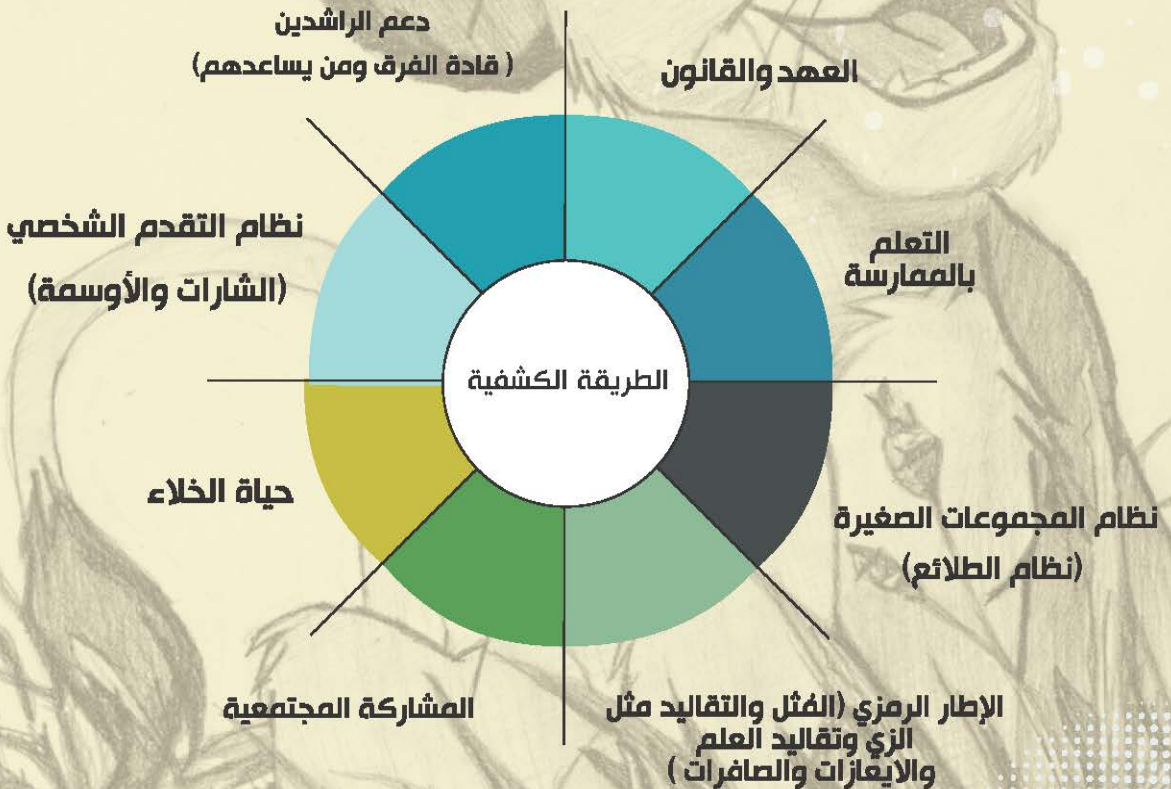 دعم الراشدين
( قادة الفرق ومن يساعدهم)
العهد والقانون
التعلم
بالممارسة
نظام المجموعات الصغيرة
(نظام الطلائع)
الإطار الرمزي (المُثل والتقاليد مثل
الزي وتقاليد العلم
والايعازات والصافرات )
المشاركة المجتمعية
حياة الخلاء
نظام التقدم الشخصي
(الشارات والأوسمة)
الطريقة الكشفية